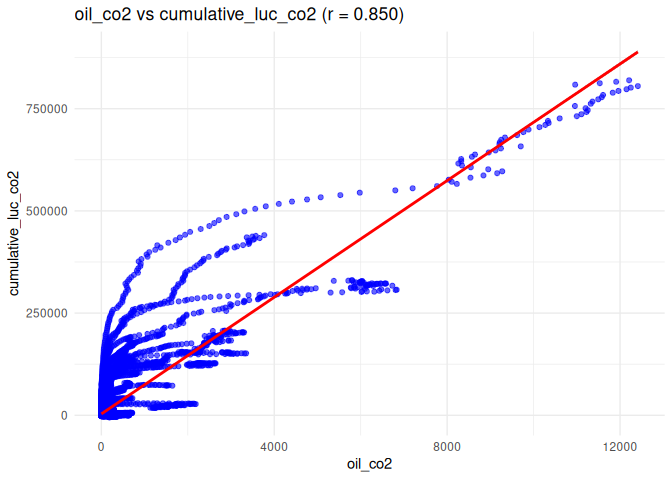 oil_co2 vs cumulative_luc_co2 (r = 0.850)
cumulative_luc_co2
750000
500000
250000
0
0 4000 8000 12000
oil_co2